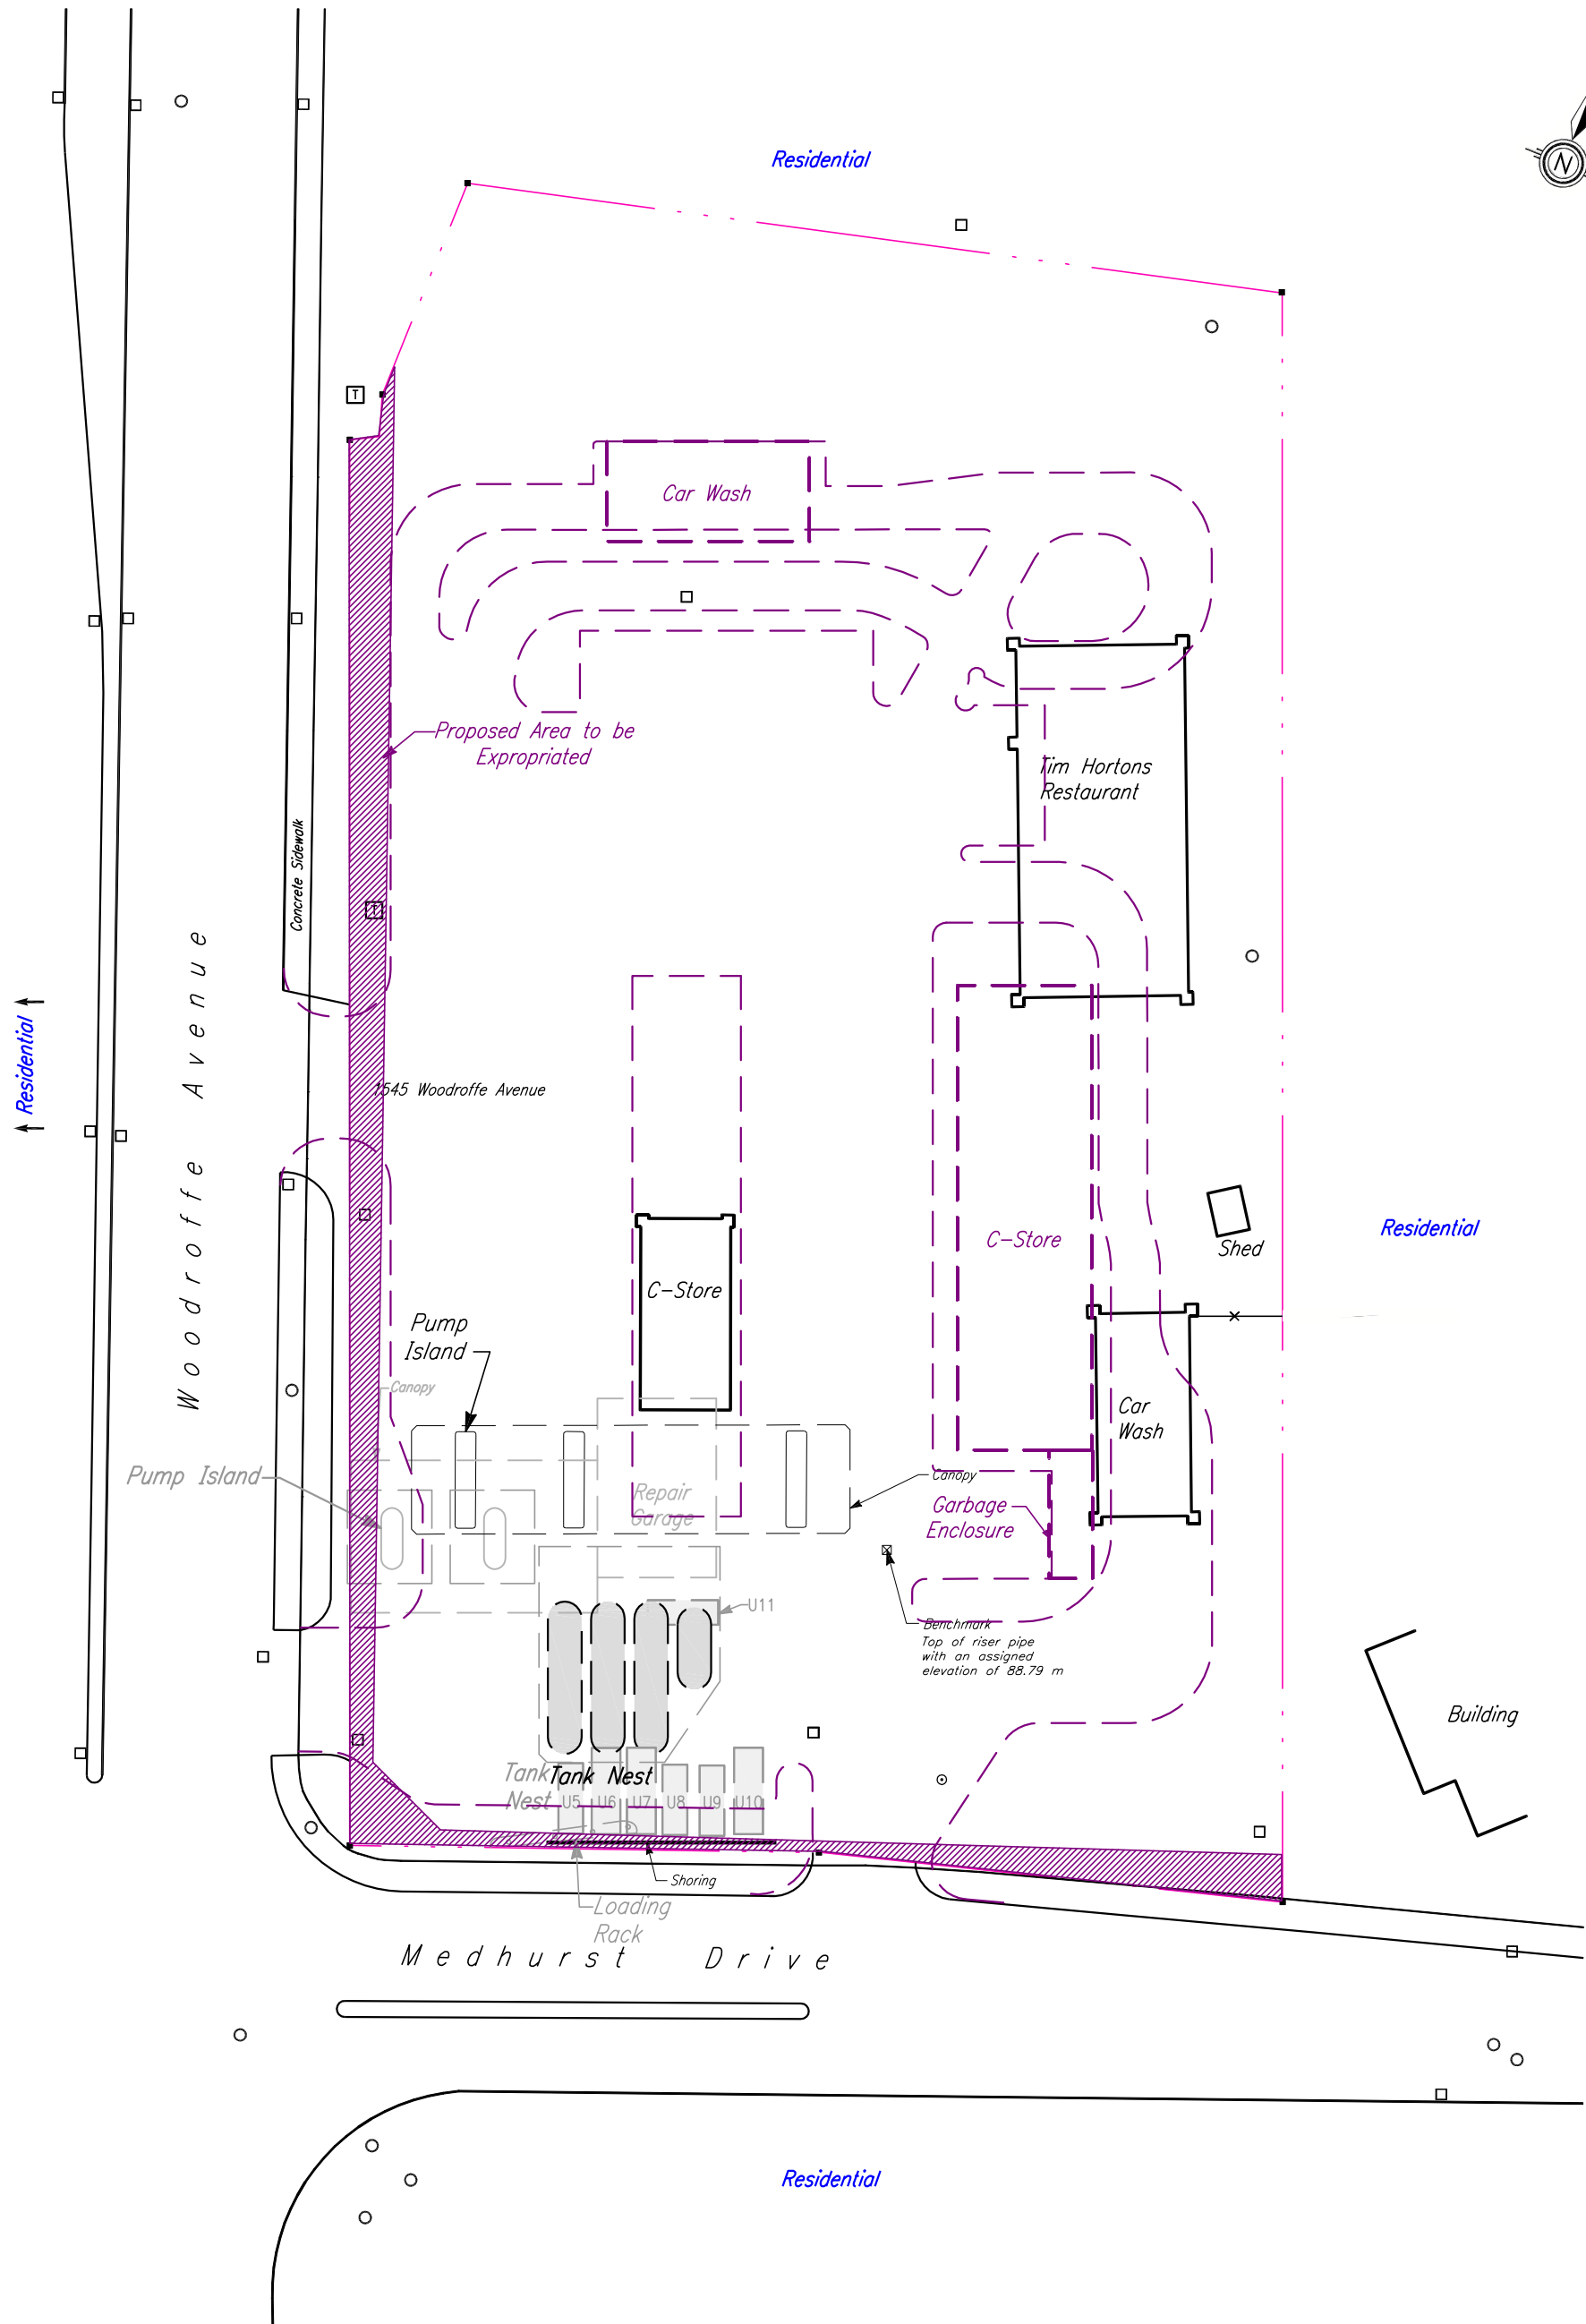 Residential
N
T
Car Wash
Proposed Area to be
Expropriated
Tim Hortons
Restaurant
Concrete Sidewalk
T
Woodroffe Avenue
Residential
1545 Woodroffe Avenue
C-Store
Shed
Residential
C-Store
Pump
Island
Canopy
Car
Wash
Pump Island
Canopy
Repair
Garage
Garbage
Enclosure
U11
Benchmark
Top of riser pipe
with an assigned
elevation of 88.79 m
Building
Tank
Nest
Tank Nest
U5 U6 U7 U8 U9 U10
Shoring
Loading
Rack
Medhurst Drive
Residential